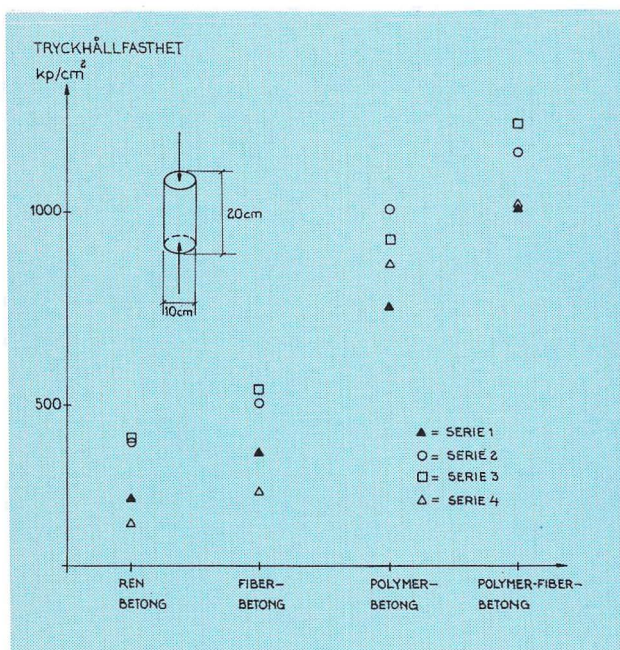 TRYCKHÅLLFASTHET
kp/cm²
1000
20cm
10cm
500
▲ = SERIE 1
○ = SERIE 2
□ = SERIE 3
△ = SERIE 4
REN BETONG
FIBER-BETONG
POLYMER-BETONG
POLYMER-FIBER-BETONG